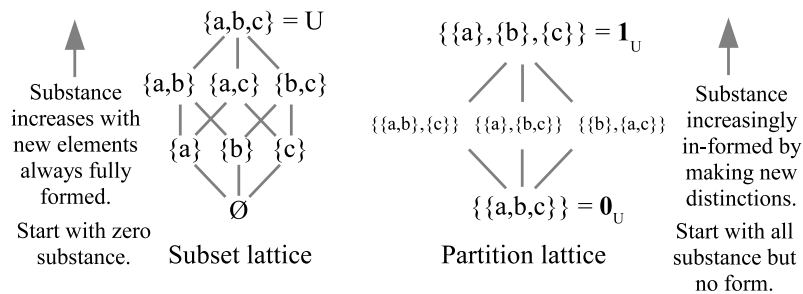 {a,b,c} = U
{a,b} {a,c} {b,c}
{a} {b} {c}
Ø
Subset lattice
Substance
increases with
new elements
always fully
formed.
Start with zero
substance.
{{a},{b},{c}} = 1U
{{a,b},{c}} {{a},{b,c}} {{b},{a,c}}
{{a,b,c}} = 0U
Partition lattice
Substance
increasingly
in-formed by
making new
distinctions.
Start with all
substance but
no form.